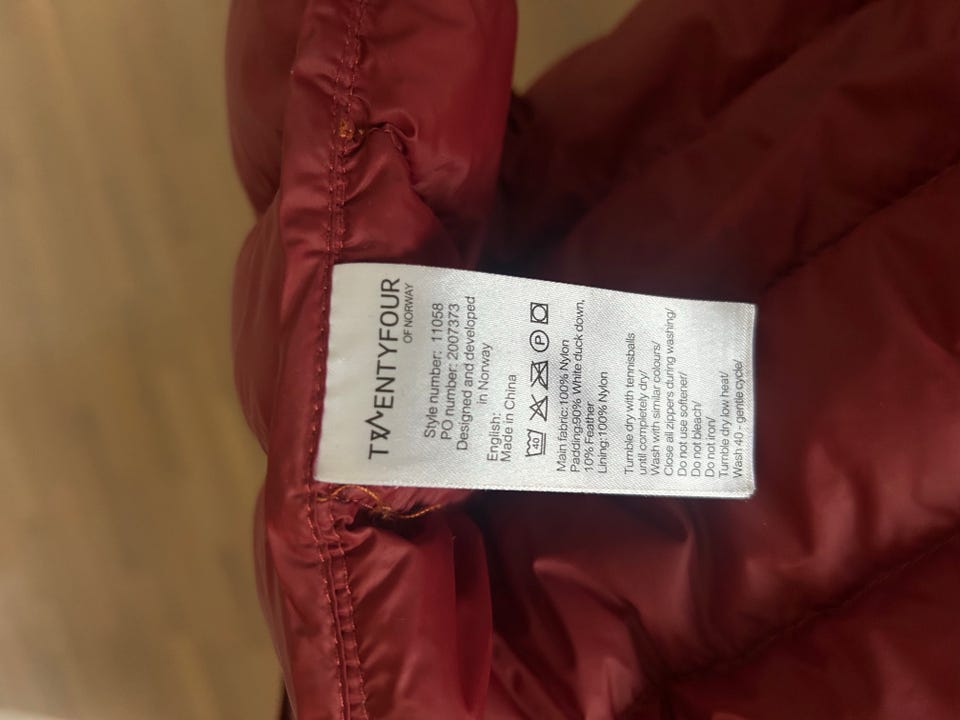 TWENTYFOUR
OF NORWAY
Style number: 11058
PO number: 2007373
Designed and developed
in Norway
English:
Made in China
40 P
Main fabric:100% Nylon
Padding:90% White duck down,
10% Feather
Lining:100% Nylon
Tumble dry with tennisballs
until completely dry/
Wash with similar colours/
Close all zippers during washing/
Do not use softener/
Do not bleach/
Do not iron/
Tumble dry low heat/
Wash 40 - gentle cycle/